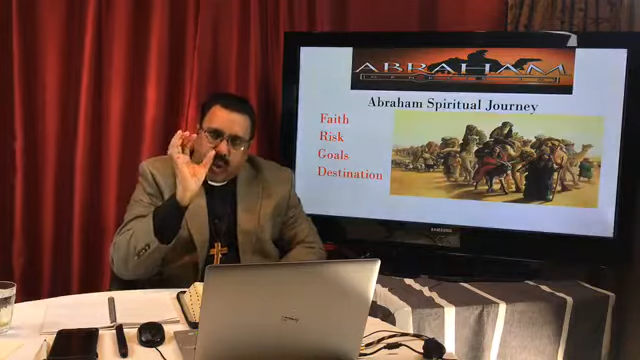 ABRAHAM
Abraham Spiritual Journey
Faith
Risk
Goals
Destination
SAMSUNG